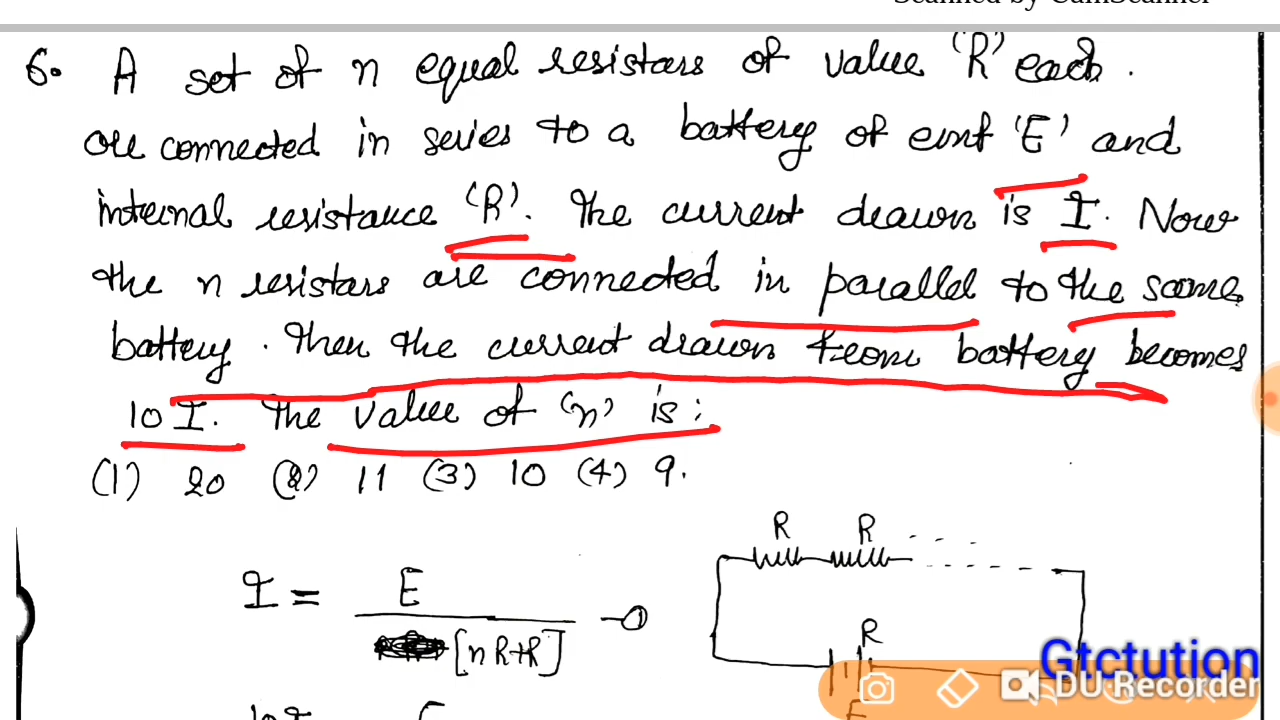 Scanned by CamScanner
6. A set of n equal resistors of value 'R' each.
are connected in series to a battery of emf 'E' and
internal resistance 'R'. The current drawn is I. Now
the n resistors are connected in parallel to the same
battery. Then the current drawn from battery becomes
10 I. The value of 'n' is:
(1) 20 (2) 11 (3) 10 (4) 9.
R R
I = E / [nR+R] —①
R
Gtctution
DU Recorder
10I E
E